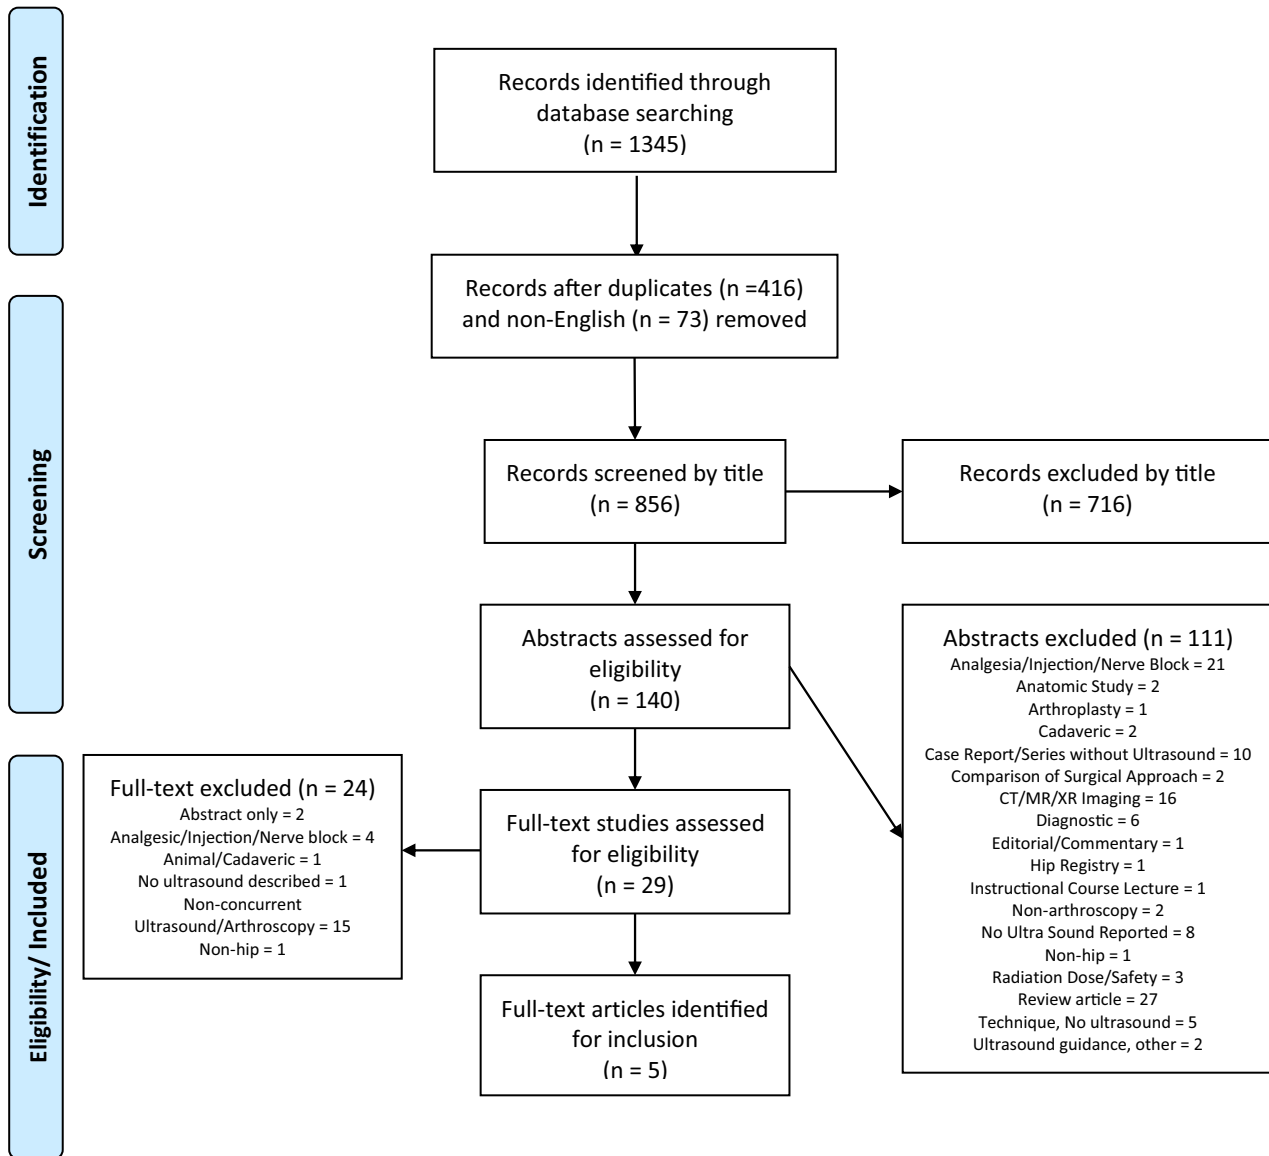 Identification
Records identified through
database searching
(n = 1345)
Records after duplicates (n =416)
and non-English (n = 73) removed
Screening
Records screened by title
(n = 856)
Records excluded by title
(n = 716)
Abstracts assessed for
eligibility
(n = 140)
Abstracts excluded (n = 111)
Analgesia/Injection/Nerve Block = 21
Anatomic Study = 2
Arthroplasty = 1
Cadaveric = 2
Case Report/Series without Ultrasound = 10
Comparison of Surgical Approach = 2
CT/MR/XR Imaging = 16
Diagnostic = 6
Editorial/Commentary = 1
Hip Registry = 1
Instructional Course Lecture = 1
Non-arthroscopy = 2
No Ultra Sound Reported = 8
Non-hip = 1
Radiation Dose/Safety = 3
Review article = 27
Technique, No ultrasound = 5
Ultrasound guidance, other = 2
Eligibility/ Included
Full-text excluded (n = 24)
Abstract only = 2
Analgesic/Injection/Nerve block = 4
Animal/Cadaveric = 1
No ultrasound described = 1
Non-concurrent
Ultrasound/Arthroscopy = 15
Non-hip = 1
Full-text studies assessed
for eligibility
(n = 29)
Full-text articles identified
for inclusion
(n = 5)